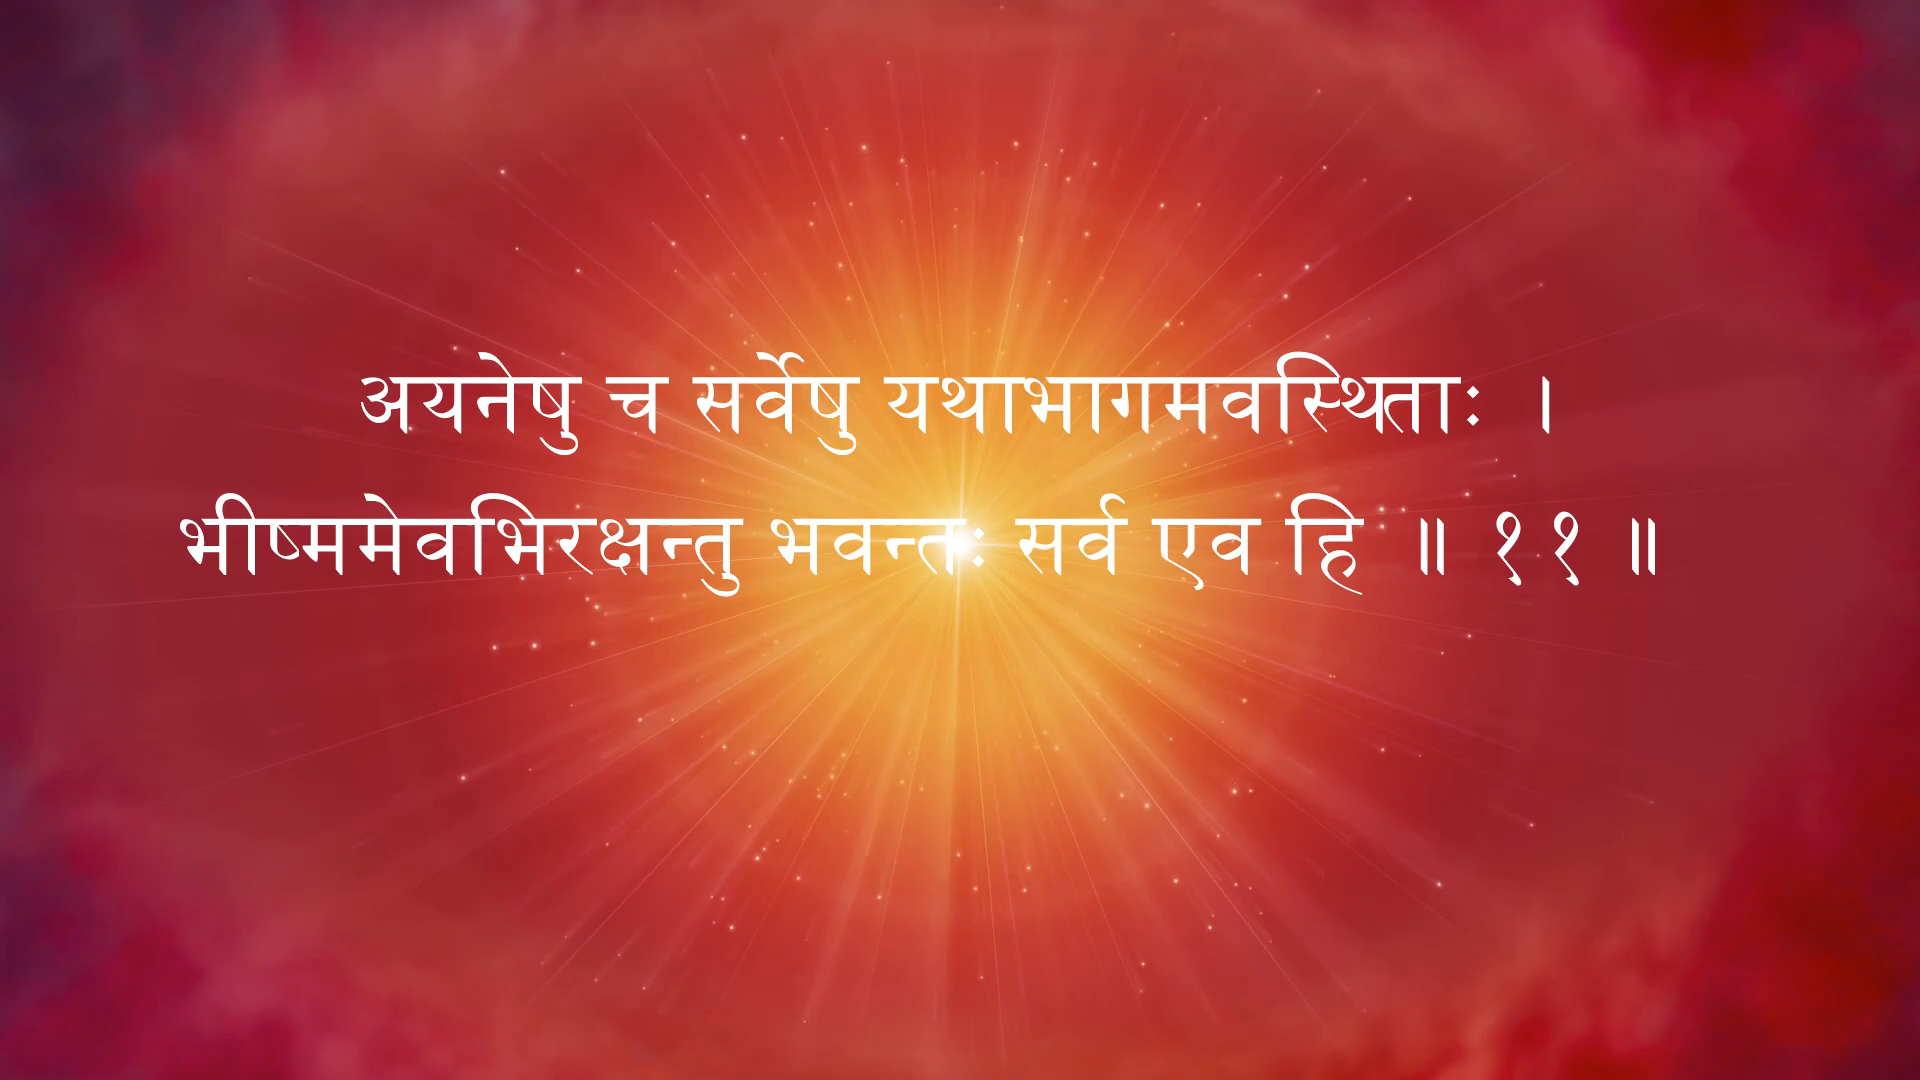 अयनेषु च सर्वेषु यथाभागमवस्थिताः ।
भीष्ममेवभिरक्षन्तु भवन्तः सर्व एव हि ॥ ११ ॥